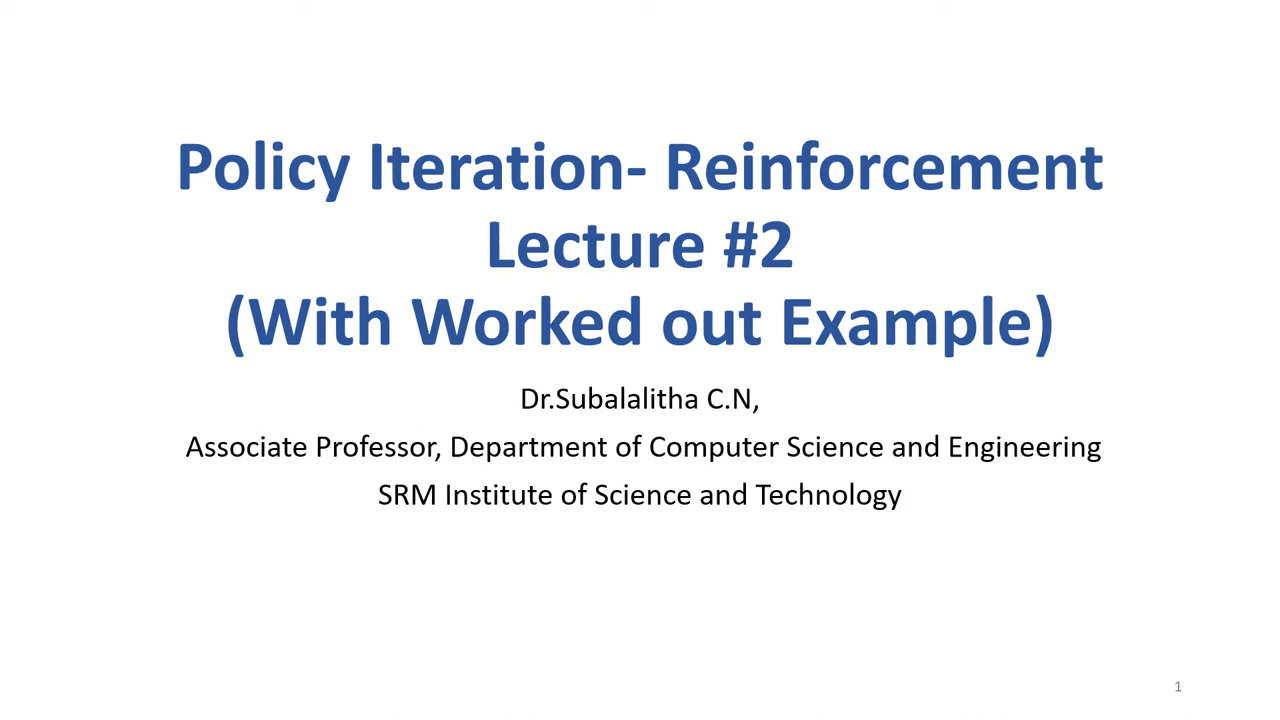 Policy Iteration- Reinforcement
Lecture #2
(With Worked out Example)
Dr.Subalalitha C.N,
Associate Professor, Department of Computer Science and Engineering
SRM Institute of Science and Technology
1